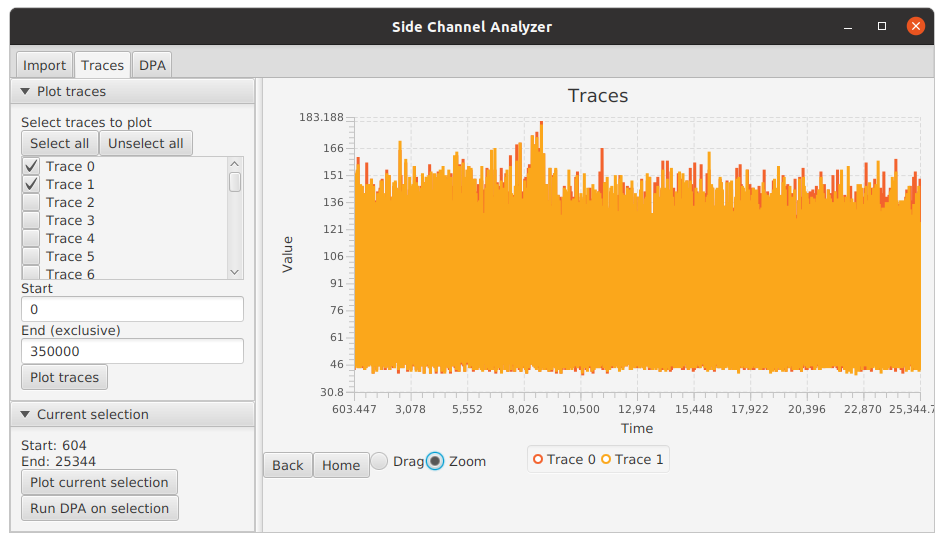 Side Channel Analyzer
Import Traces DPA
Plot traces
Select traces to plot
Select all Unselect all
Trace 0
Trace 1
Trace 2
Trace 3
Trace 4
Trace 5
Trace 6
Start
0
End (exclusive)
350000
Plot traces
Current selection
Start: 604
End: 25344
Plot current selection
Run DPA on selection
Traces
Value
183.188
166
151
136
121
106
91
76
61
46
30.8
603.447 3,078 5,552 8,026 10,500 12,974 15,448 17,922 20,396 22,870 25,344.7
Time
Back Home Drag Zoom
Trace 0 Trace 1